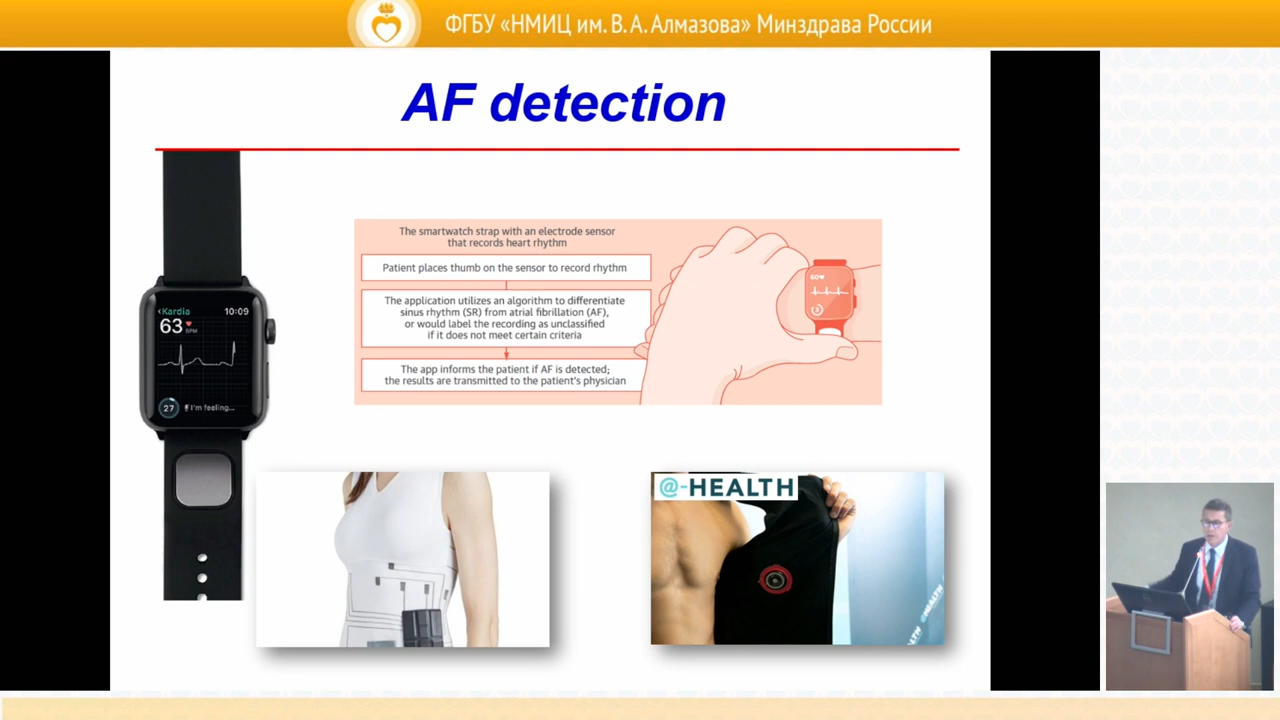 ФГБУ «НМИЦ им. В. А. Алмазова» Минздрава России
AF detection
The smartwatch strap with an electrode sensor
that records heart rhythm
Patient places thumb on the sensor to record rhythm
The application utilizes an algorithm to differentiate
sinus rhythm (SR) from atrial fibrillation (AF),
or would label the recording as unclassified
if it does not meet certain criteria
The app informs the patient if AF is detected;
the results are transmitted to the patient's physician
60
3
‹Kardia 10:09
63 BPM
27 I'm feeling...
@-HEALTH
@-HEALTH
LTH